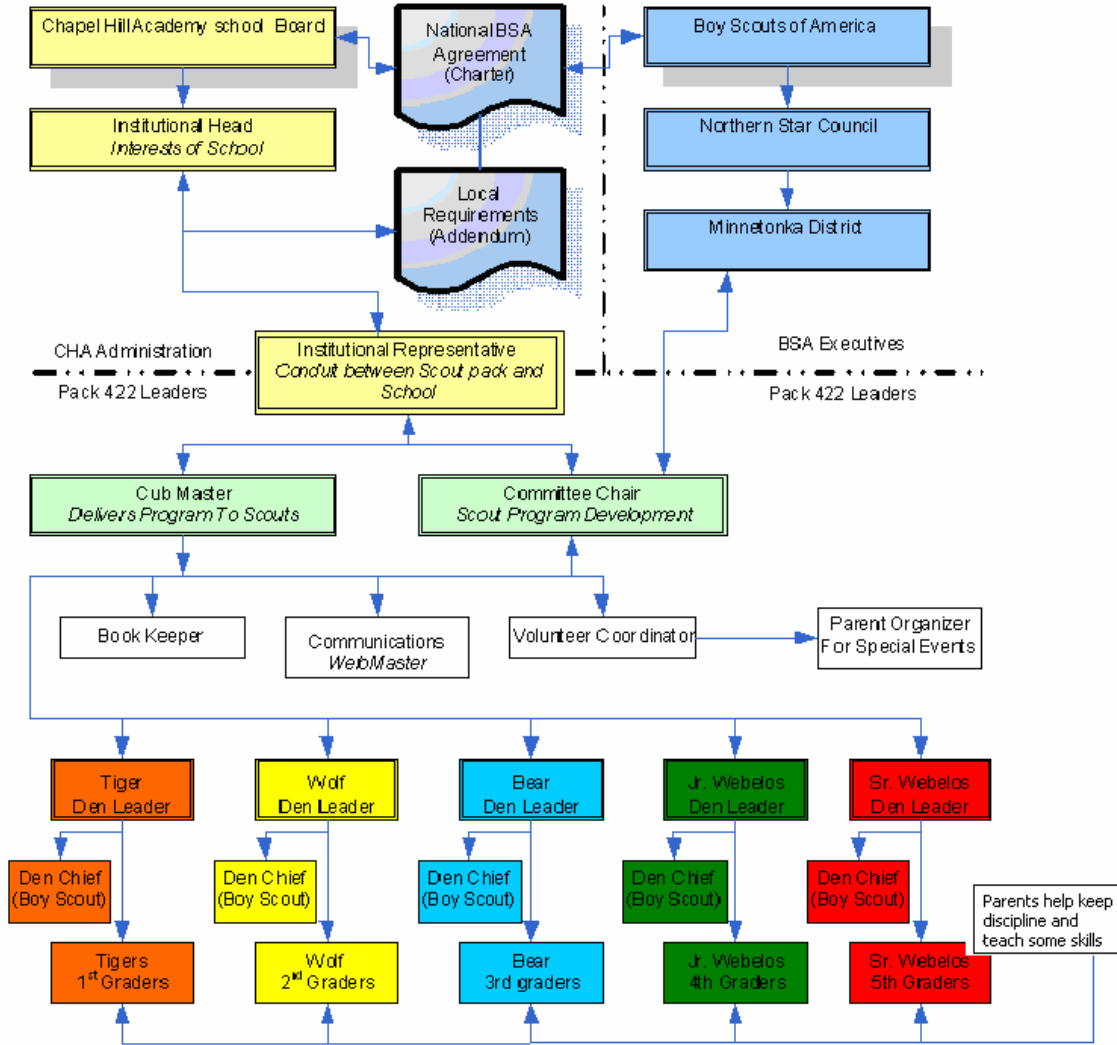 Chapel Hill Academy school Board
National BSA
Agreement
(Charter)
Boy Scouts of America
Institutional Head
Interests of School
Northern Star Council
Local
Requirements
(Addendum)
Minnetonka District
CHA Administration
Institutional Representative
Conduit between Scout pack and
School
BSA Executives
Pack 422 Leaders
Pack 422 Leaders
Cub Master
Delivers Program To Scouts
Committee Chair
Scout Program Development
Book Keeper
Communications
WebMaster
Volunteer Coordinator
Parent Organizer
For Special Events
Tiger
Den Leader
Wolf
Den Leader
Bear
Den Leader
Jr. Webelos
Den Leader
Sr. Webelos
Den Leader
Den Chief
(Boy Scout)
Den Chief
(Boy Scout)
Den Chief
(Boy Scout)
Den Chief
(Boy Scout)
Den Chief
(Boy Scout)
Parents help keep
discipline and
teach some skills
Tigers
1st Graders
Wolf
2nd Graders
Bear
3rd graders
Jr. Webelos
4th Graders
Sr. Webelos
5th Graders